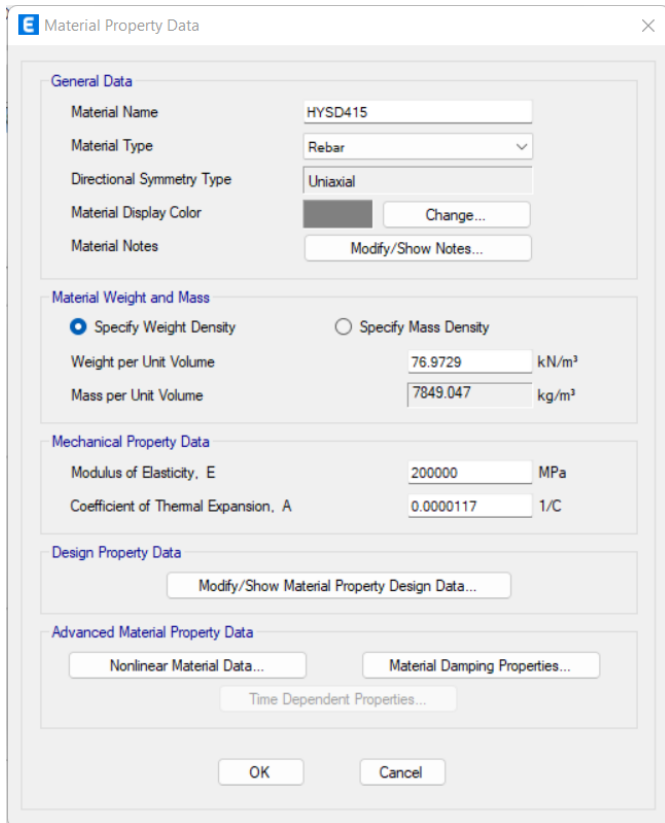 E Material Property Data
General Data
Material Name HYSD415
Material Type Rebar
Directional Symmetry Type Uniaxial
Material Display Color Change...
Material Notes Modify/Show Notes...
Material Weight and Mass
Specify Weight Density Specify Mass Density
Weight per Unit Volume 76.9729 kN/m³
Mass per Unit Volume 7849.047 kg/m³
Mechanical Property Data
Modulus of Elasticity, E 200000 MPa
Coefficient of Thermal Expansion, A 0.0000117 1/C
Design Property Data
Modify/Show Material Property Design Data...
Advanced Material Property Data
Nonlinear Material Data... Material Damping Properties...
Time Dependent Properties...
OK Cancel